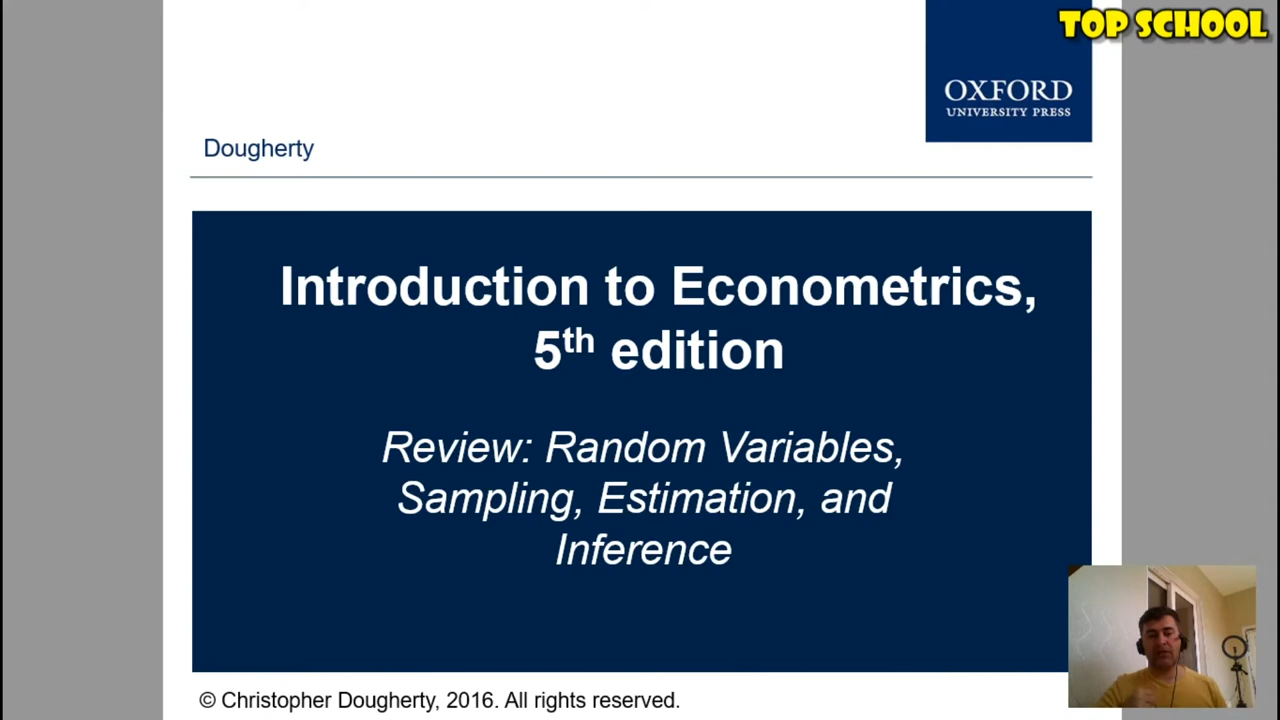 TOP SCHOOL
OXFORD
UNIVERSITY PRESS
Dougherty
Introduction to Econometrics,
5th edition
Review: Random Variables,
Sampling, Estimation, and
Inference
© Christopher Dougherty, 2016. All rights reserved.